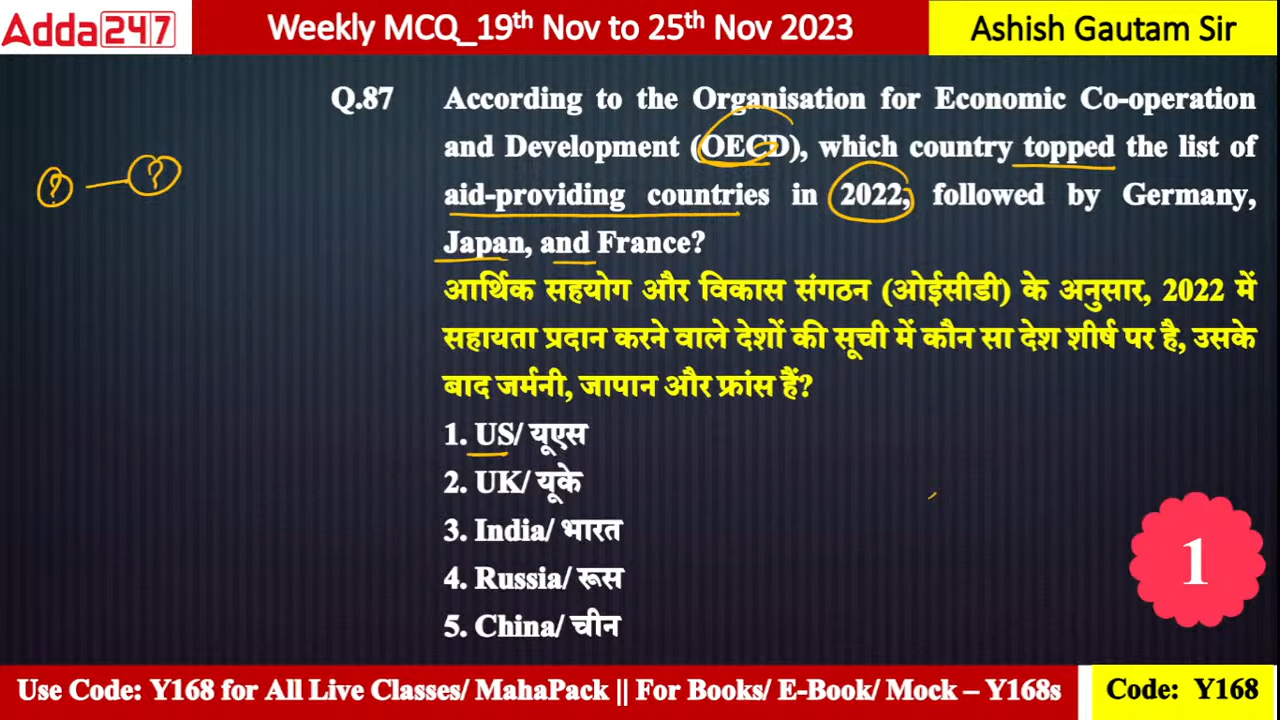 Adda247
Weekly MCQ_19th Nov to 25th Nov 2023
Ashish Gautam Sir
Q.87
According to the Organisation for Economic Co-operation
and Development (OECD), which country topped the list of
aid-providing countries in 2022, followed by Germany,
Japan, and France?
? — ?
आर्थिक सहयोग और विकास संगठन (ओईसीडी) के अनुसार, 2022 में
सहायता प्रदान करने वाले देशों की सूची में कौन सा देश शीर्ष पर है, उसके
बाद जर्मनी, जापान और फ्रांस हैं?
1. US/ यूएस
2. UK/ यूके
3. India/ भारत
4. Russia/ रूस
5. China/ चीन
1
Use Code: Y168 for All Live Classes/ MahaPack || For Books/ E-Book/ Mock – Y168s
Code: Y168